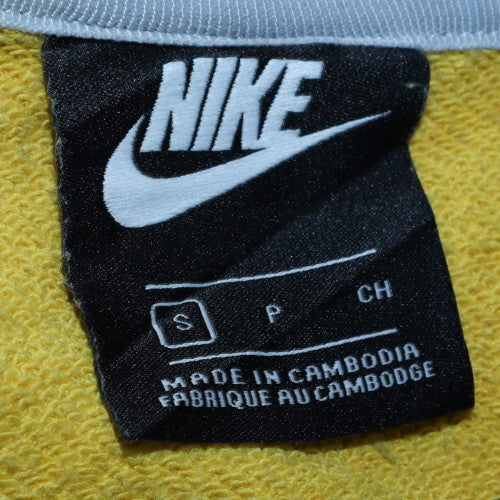 NIKE
S P CH
MADE IN CAMBODIA
FABRIQUE AU CAMBODGE